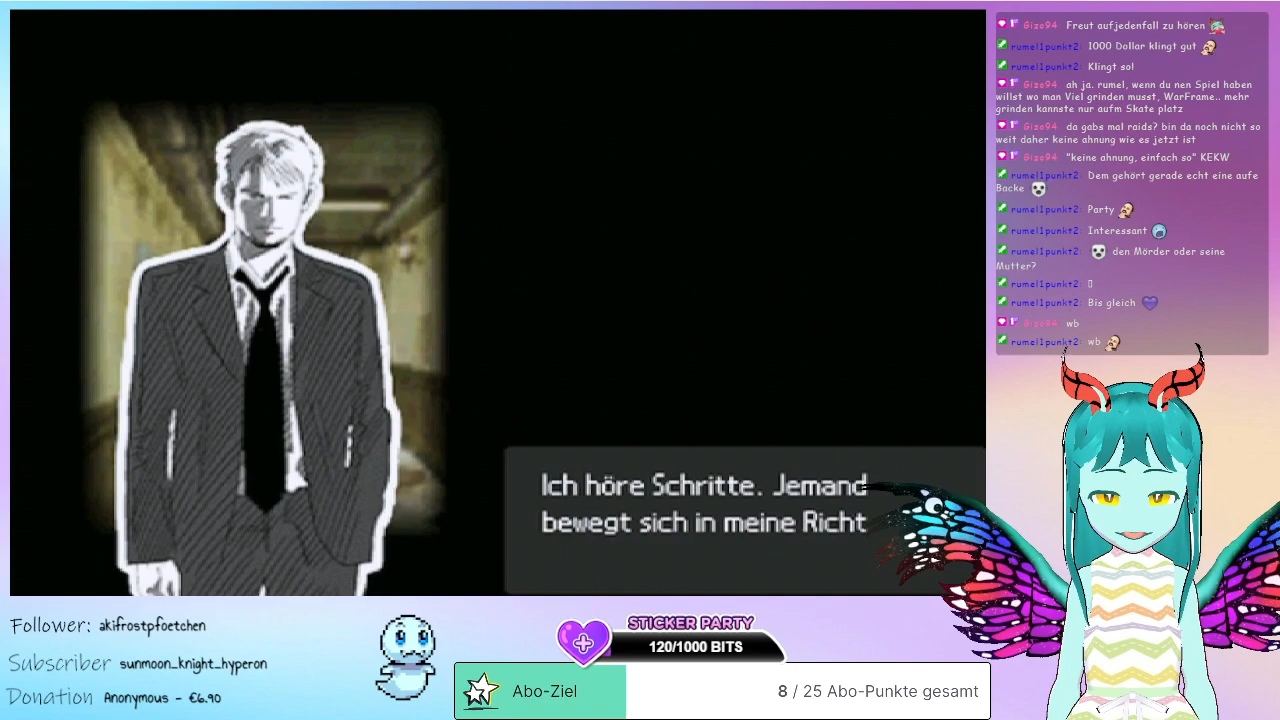 Gizo94 Freut aufjedenfall zu hören
rumel1punkt2: 1000 Dollar klingt gut
rumel1punkt2: Klingt so!
Gizo94 ah ja. rumel, wenn du nen Spiel haben
willst wo man Viel grinden musst, WarFrame.. mehr
grinden kannste nur aufm Skate platz
Gizo94 da gabs mal raids? bin da noch nicht so
weit daher keine ahnung wie es jetzt ist
Gizo94 "keine ahnung, einfach so" KEKW
rumel1punkt2: Dem gehört gerade echt eine aufe
Backe
rumel1punkt2: Party
rumel1punkt2: Interessant
rumel1punkt2: den Mörder oder seine
Mutter?
rumel1punkt2:
rumel1punkt2: Bis gleich
Gizo94 wb
rumel1punkt2: wb
Ich höre Schritte. Jemand
bewegt sich in meine Richt
Follower: akifrostpfoetchen
Subscriber sunmoon_knight_hyperon
Donation Anonymous - €6.90
STICKER PARTY
120/1000 BITS
Abo-Ziel 8 / 25 Abo-Punkte gesamt